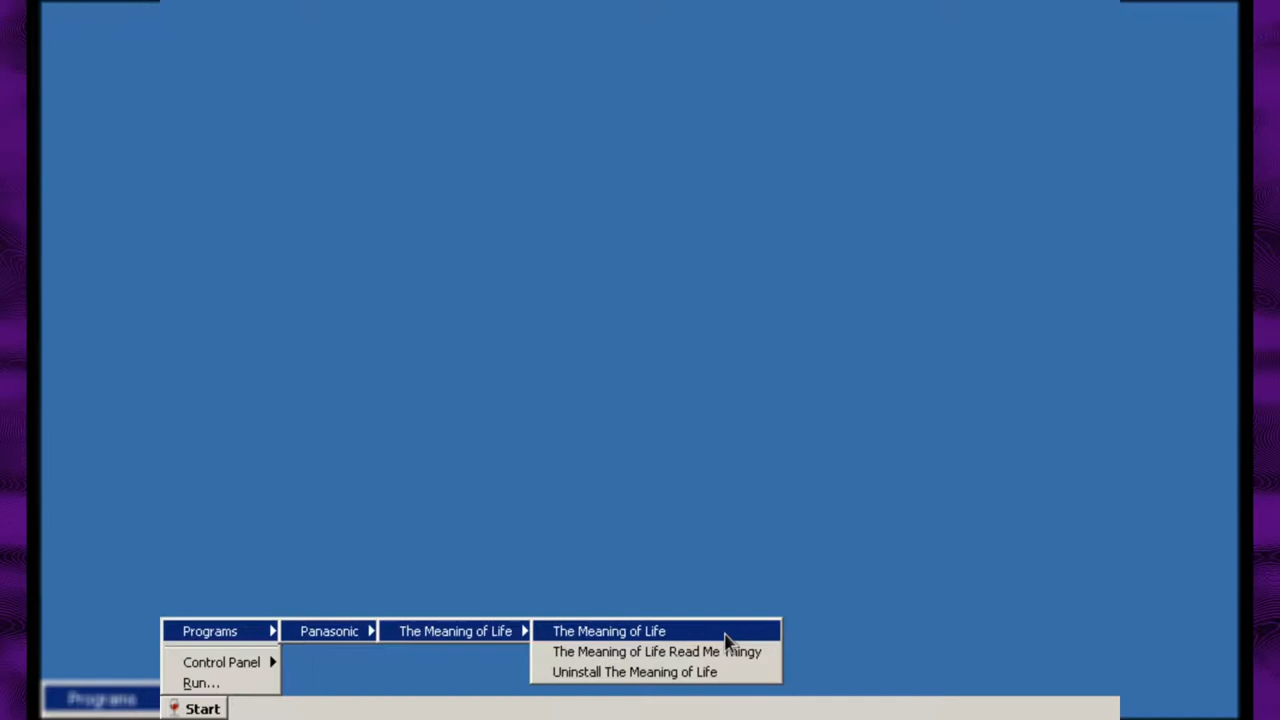 Programs
Panasonic
The Meaning of Life
The Meaning of Life
The Meaning of Life Read Me Thingy
Uninstall The Meaning of Life
Control Panel
Run...
Programs
Start